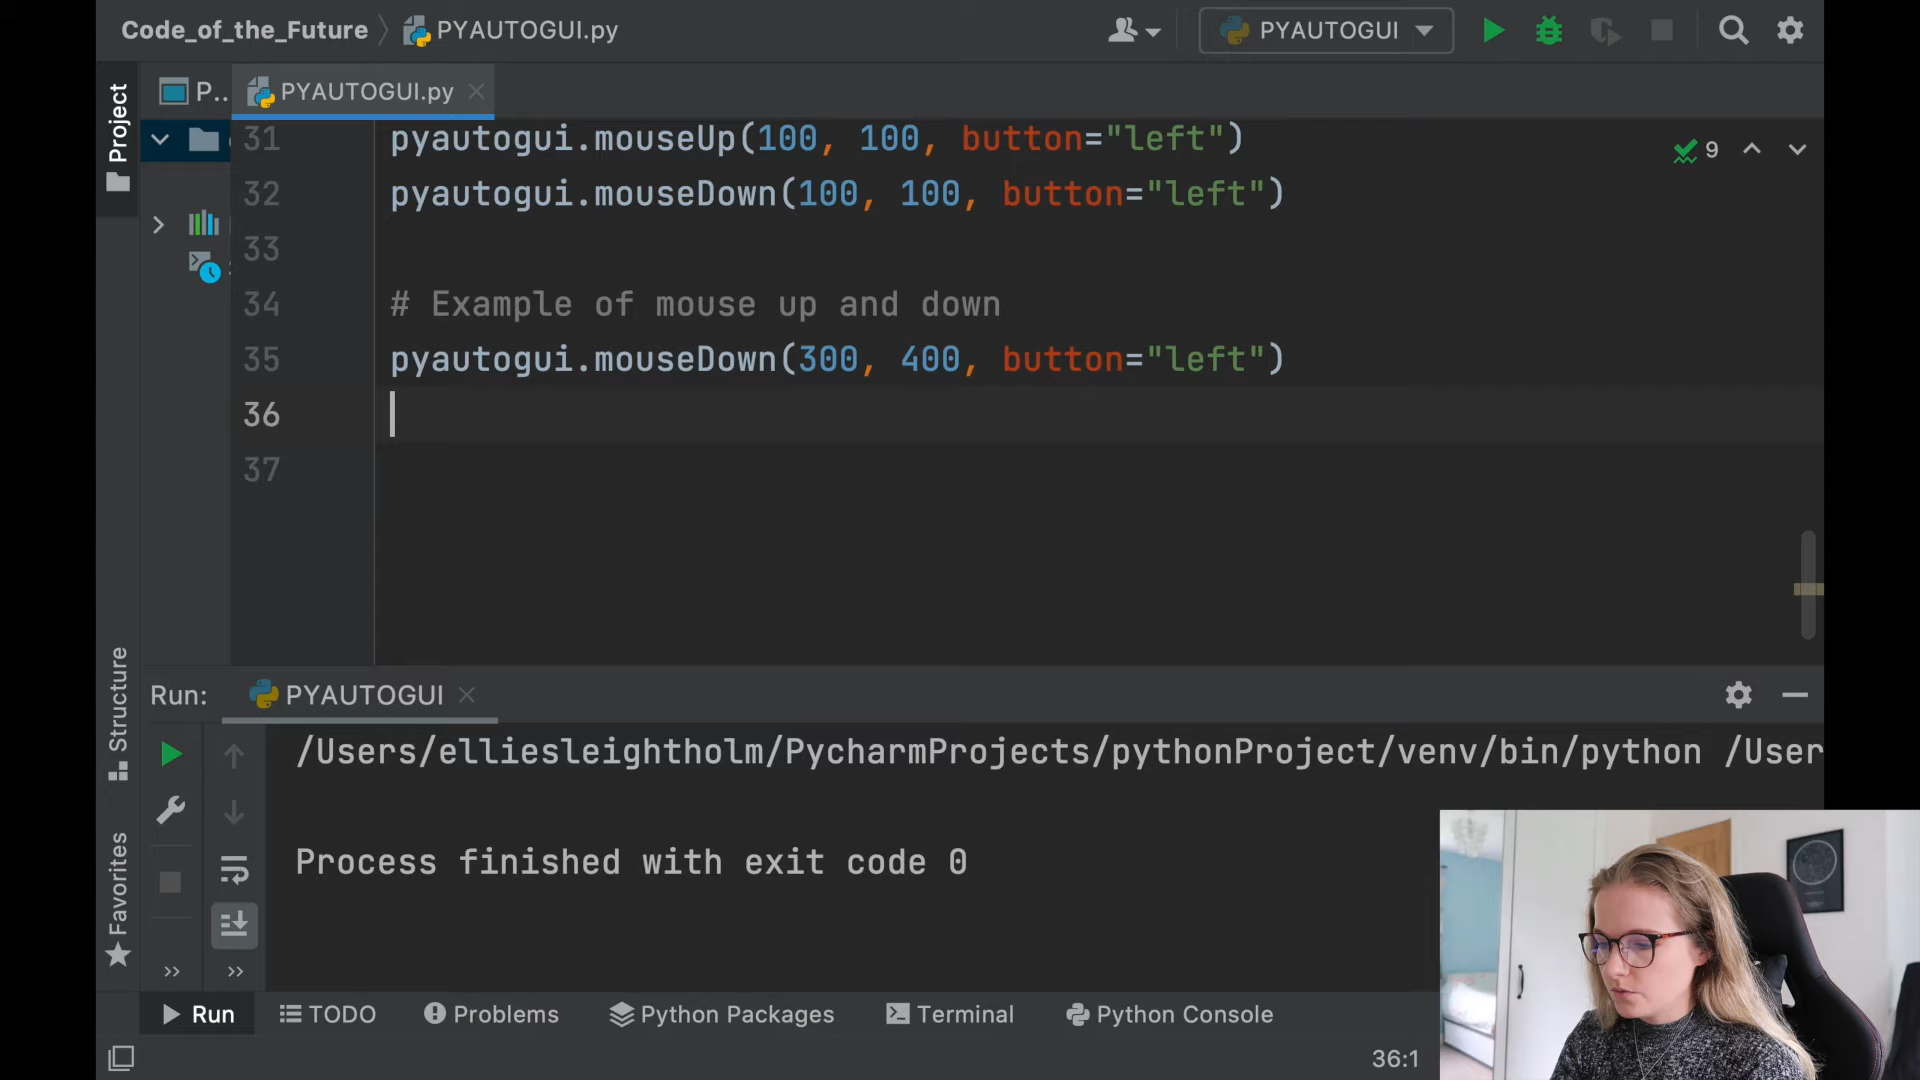 Code_of_the_Future
PYAUTOGUI.py
PYAUTOGUI
Project
P..
PYAUTOGUI.py
31 pyautogui.mouseUp(100, 100, button="left")
9
32 pyautogui.mouseDown(100, 100, button="left")
33
34 # Example of mouse up and down
35 pyautogui.mouseDown(300, 400, button="left")
36
37
Structure
Favorites
Run:
PYAUTOGUI
/Users/elliesleightholm/PycharmProjects/pythonProject/venv/bin/python /User
Process finished with exit code 0
Run
TODO
Problems
Python Packages
Terminal
Python Console
36:1